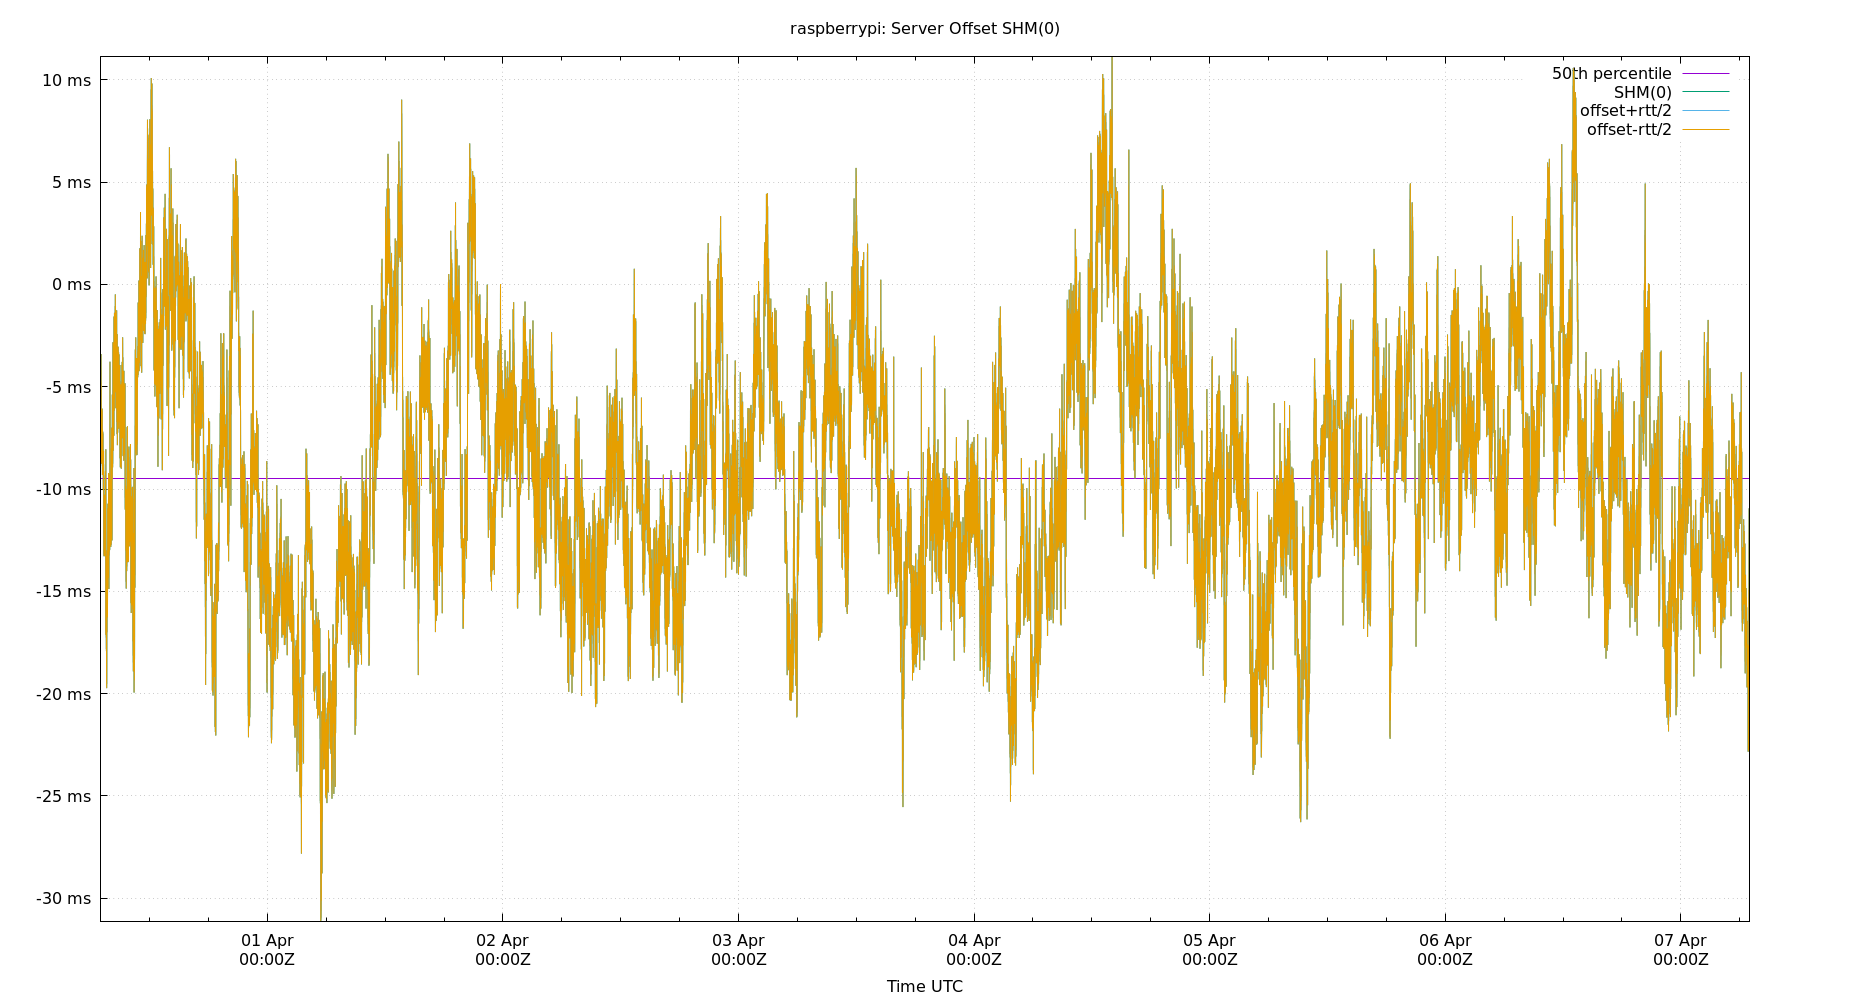 raspberrypi: Server Offset SHM(0)
50th percentile
SHM(0)
offset+rtt/2
offset-rtt/2
10 ms
5 ms
0 ms
-5 ms
-10 ms
-15 ms
-20 ms
-25 ms
-30 ms
01 Apr 02 Apr 03 Apr 04 Apr 05 Apr 06 Apr 07 Apr
00:00Z 00:00Z 00:00Z 00:00Z 00:00Z 00:00Z 00:00Z
Time UTC